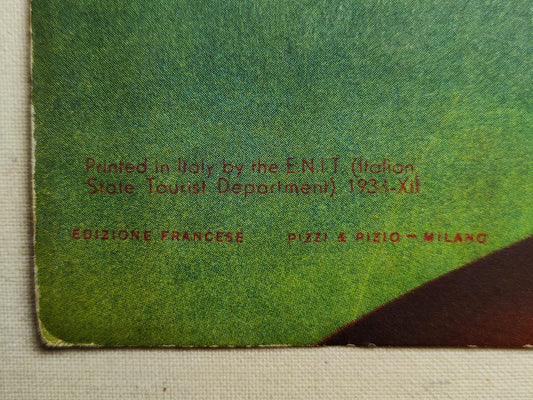 Printed in Italy by the E.N.I.T. (Italian
State Tourist Department) 1934-XII
EDIZIONE FRANCESE PIZZI & PIZIO - MILANO